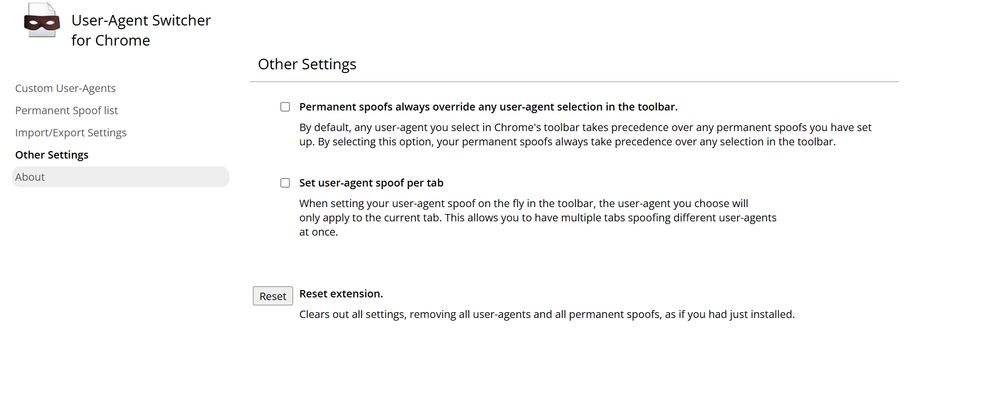 User-Agent Switcher
for Chrome
Custom User-Agents
Permanent Spoof list
Import/Export Settings
Other Settings
About
Other Settings
Permanent spoofs always override any user-agent selection in the toolbar.
By default, any user-agent you select in Chrome's toolbar takes precedence over any permanent spoofs you have set
up. By selecting this option, your permanent spoofs always take precedence over any selection in the toolbar.
Set user-agent spoof per tab
When setting your user-agent spoof on the fly in the toolbar, the user-agent you choose will
only apply to the current tab. This allows you to have multiple tabs spoofing different user-agents
at once.
Reset
Reset extension.
Clears out all settings, removing all user-agents and all permanent spoofs, as if you had just installed.